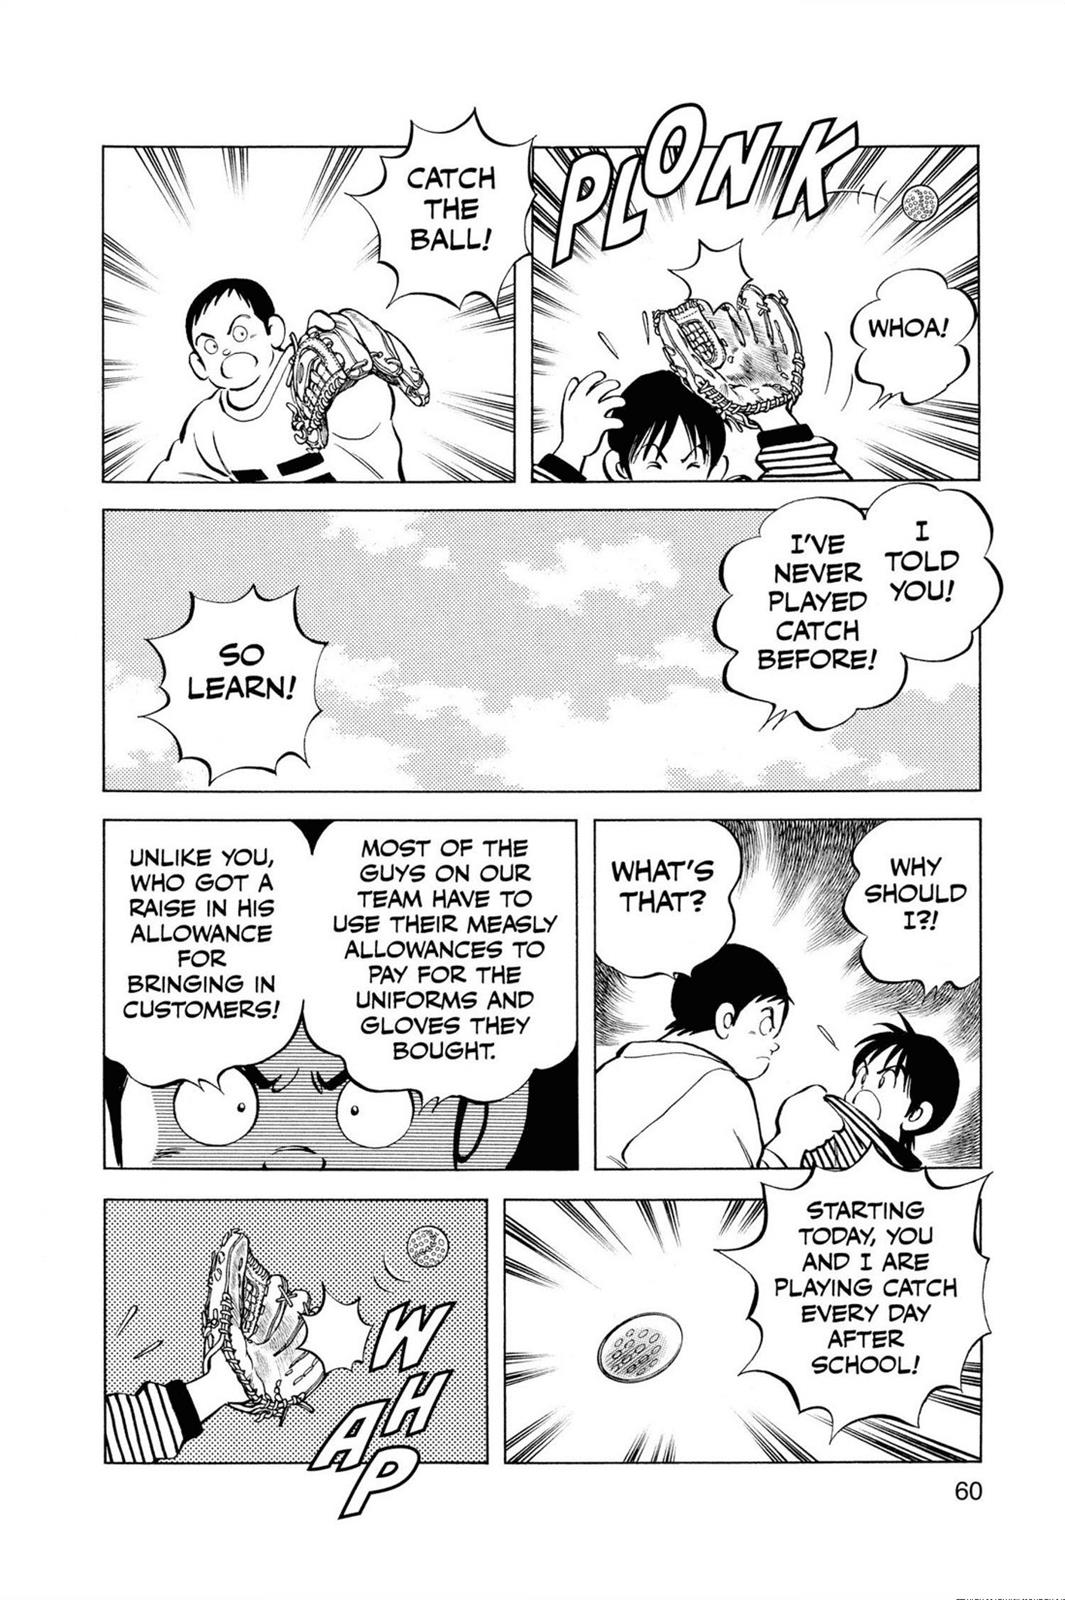 PLONK
WHOA!
CATCH
THE
BALL!
I
TOLD
YOU!
I'VE
NEVER
PLAYED
CATCH
BEFORE!
SO
LEARN!
WHY
SHOULD
I?!
WHAT'S
THAT?
MOST OF THE
GUYS ON OUR
TEAM HAVE TO
USE THEIR MEASLY
ALLOWANCES TO
PAY FOR THE
UNIFORMS AND
GLOVES THEY
BOUGHT.
UNLIKE YOU,
WHO GOT A
RAISE IN HIS
ALLOWANCE
FOR
BRINGING IN
CUSTOMERS!
STARTING
TODAY, YOU
AND I ARE
PLAYING CATCH
EVERY DAY
AFTER
SCHOOL!
WHAP
60